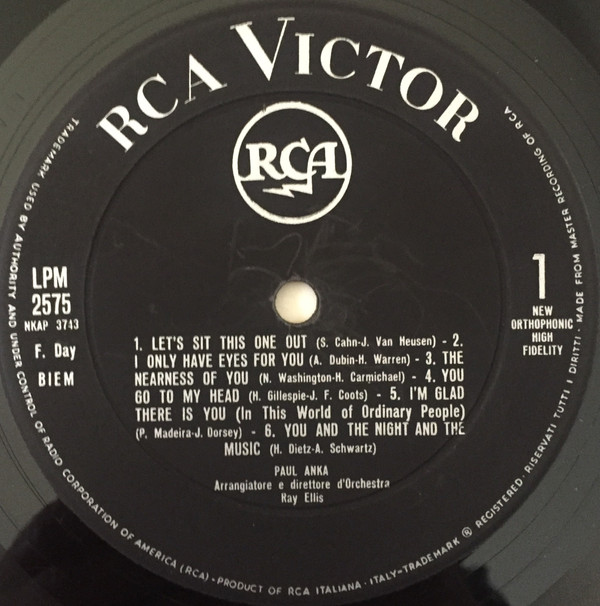 RCA VICTOR
RCA
LPM
2575
NKAP 3743
F. Day
BIEM
1
NEW
ORTHOPHONIC
HIGH
FIDELITY
1. LET'S SIT THIS ONE OUT (S. Cahn-J. Van Heusen) - 2.
I ONLY HAVE EYES FOR YOU (A. Dubin-H. Warren) - 3. THE
NEARNESS OF YOU (N. Washington-H. Carmichael) - 4. YOU
GO TO MY HEAD (H. Gillespie-J. F. Coots) - 5. I'M GLAD
THERE IS YOU (In This World of Ordinary People)
(P. Madeira-J. Dorsey) - 6. YOU AND THE NIGHT AND THE
MUSIC (H. Dietz-A. Schwartz)
PAUL ANKA
Arrangiatore e direttore d'Orchestra
Ray Ellis
TRADEMARK USED BY AUTHORITY AND UNDER CONTROL OF RADIO CORPORATION OF AMERICA (RCA) - PRODUCT OF RCA ITALIANA - ITALY - TRADEMARK ® REGISTERED - RISERVATI TUTTI I DIRITTI - MADE FROM MASTER RECORDING OF RCA